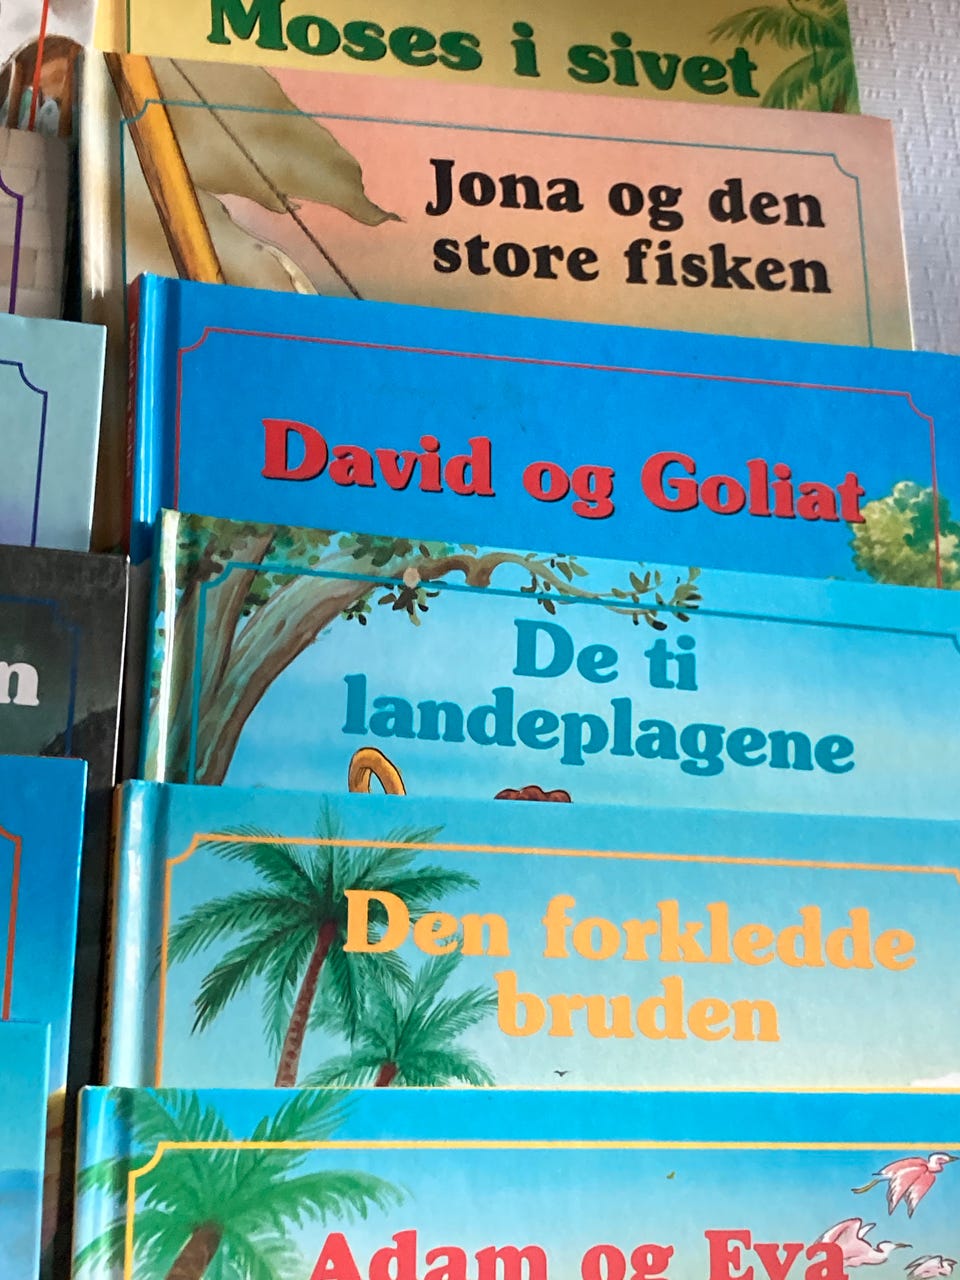 Moses i sivet
Jona og den
store fisken
David og Goliat
De ti
landeplagene
n
Den forkledde
bruden
Adam og Eva